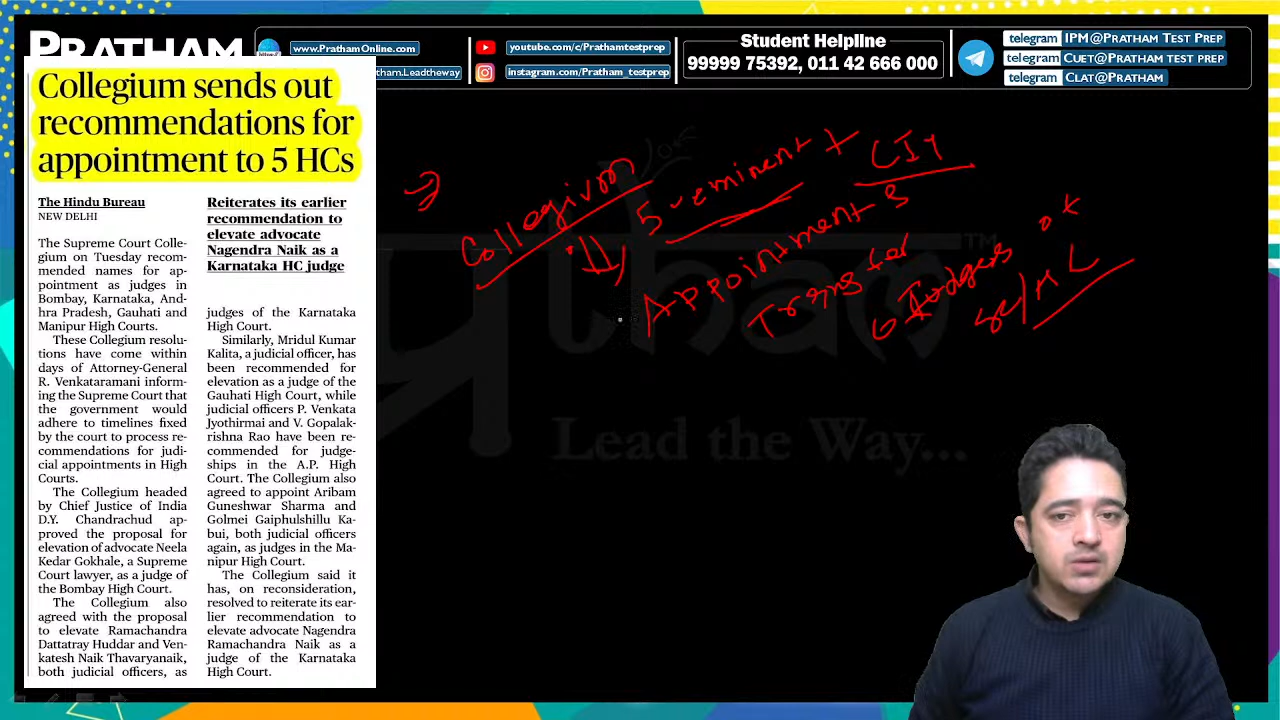 PRATHAM
https://
www.PrathamOnline.com
youtube.com/c/Prathamtestprep
tham.Leadtheway
instagram.com/Pratham_testprep
Student Helpline
99999 75392, 011 42 666 000
telegram IPM@PRATHAM TEST PREP
telegram CUET@PRATHAM TEST PREP
telegram CLAT@PRATHAM
Collegium sends out
recommendations for
appointment to 5 HCs
The Hindu Bureau
NEW DELHI
The Supreme Court Colle-
gium on Tuesday recom-
mended names for ap-
pointment as judges in
Bombay, Karnataka, And-
hra Pradesh, Gauhati and
Manipur High Courts.
These Collegium resolu-
tions have come within
days of Attorney-General
R. Venkataramani inform-
ing the Supreme Court that
the government would
adhere to timelines fixed
by the court to process re-
commendations for judi-
cial appointments in High
Courts.
The Collegium headed
by Chief Justice of India
D.Y. Chandrachud ap-
proved the proposal for
elevation of advocate Neela
Kedar Gokhale, a Supreme
Court lawyer, as a judge of
the Bombay High Court.
The Collegium also
agreed with the proposal
to elevate Ramachandra
Dattatray Huddar and Ven-
katesh Naik Thavaryanaik,
both judicial officers, as
Reiterates its earlier
recommendation to
elevate advocate
Nagendra Naik as a
Karnataka HC judge
judges of the Karnataka
High Court.
Similarly, Mridul Kumar
Kalita, a judicial officer, has
been recommended for
elevation as a judge of the
Gauhati High Court, while
judicial officers P. Venkata
Jyothirmai and V. Gopalak-
rishna Rao have been re-
commended for judge-
ships in the A.P. High
Court. The Collegium also
agreed to appoint Aribam
Guneshwar Sharma and
Golmei Gaiphulshillu Ka-
bui, both judicial officers
again, as judges in the Ma-
nipur High Court.
The Collegium said it
has, on reconsideration,
resolved to reiterate its ear-
lier recommendation to
elevate advocate Nagendra
Ramachandra Naik as a
judge of the Karnataka
High Court.
⇒ Collegium
5 eminent + CJI
Appointment &
Transfer
Judges of
SC/HC
TM
Lead the Way...